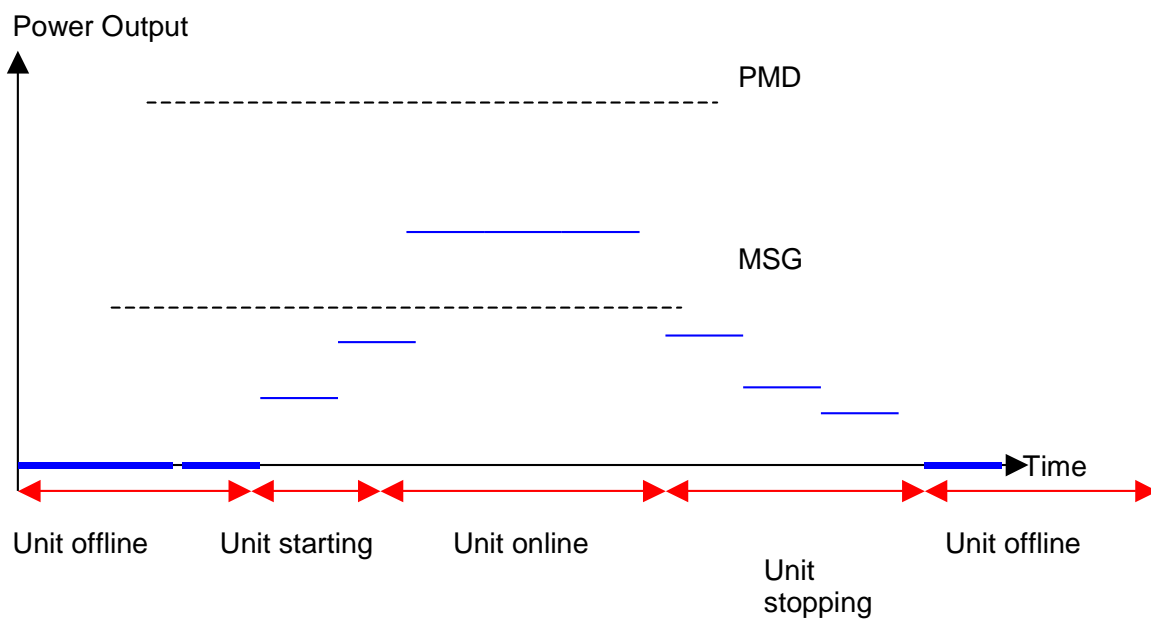 Power Output
PMD
MSG
Time
Unit offline
Unit starting
Unit online
Unit offline
Unit
stopping